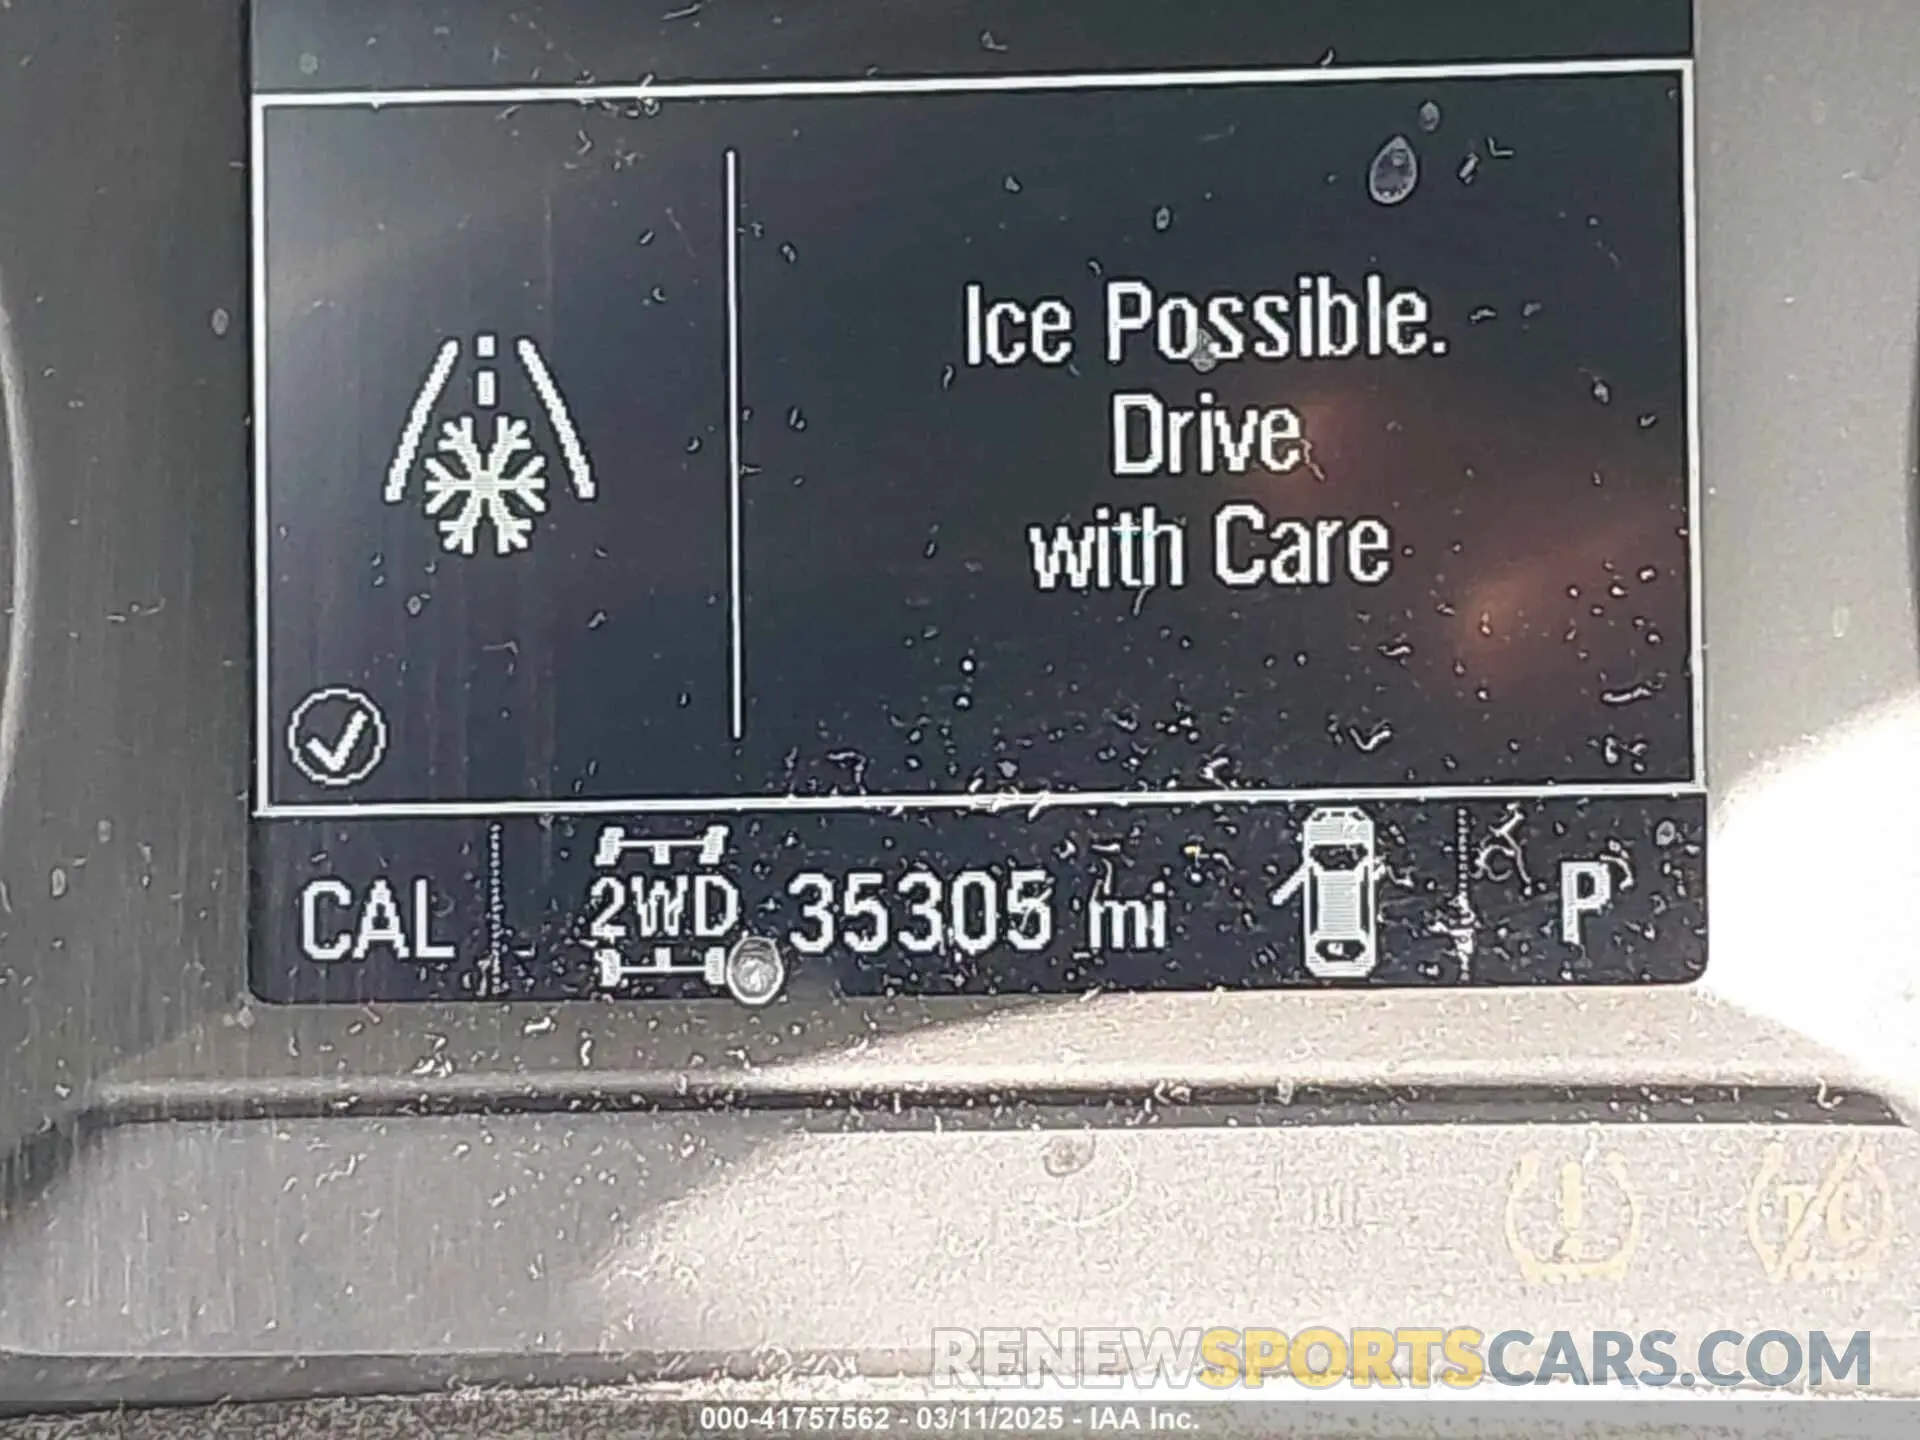 Ice Possible.
Drive
with Care
CAL 2WD 35305 mi P
RENEWSPORTSCARS.COM
000-41757562 - 03/11/2025 - IAA Inc.